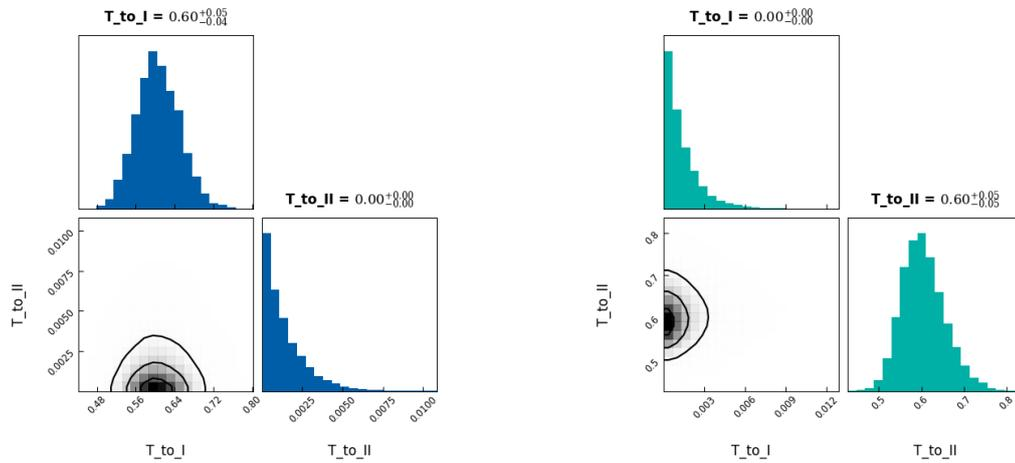 T_to_I = 0.60+0.05−0.04
T_to_II = 0.00+0.00−0.00
0.0100
0.0075
0.0050
0.0025
T_to_II
0.48 0.56 0.64 0.72 0.80
T_to_I
0.0025 0.0050 0.0075 0.0100
T_to_II
T_to_I = 0.00+0.00−0.00
T_to_II = 0.60+0.05−0.05
0.8
0.7
0.6
0.5
T_to_II
0.003 0.006 0.009 0.012
T_to_I
0.5 0.6 0.7 0.8
T_to_II